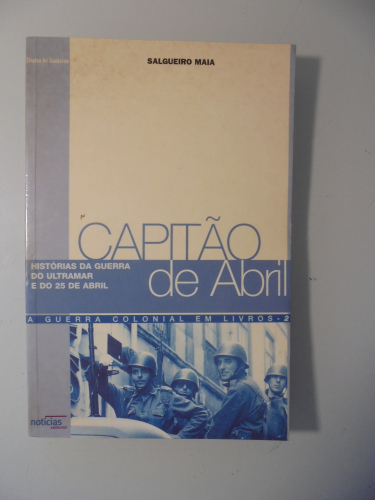 SALGUEIRO MAIA
CAPITÃO
de Abril
HISTÓRIAS DA GUERRA
DO ULTRAMAR
E DO 25 DE ABRIL
A GUERRA COLONIAL EM LIVROS - 2
notícias
editorial